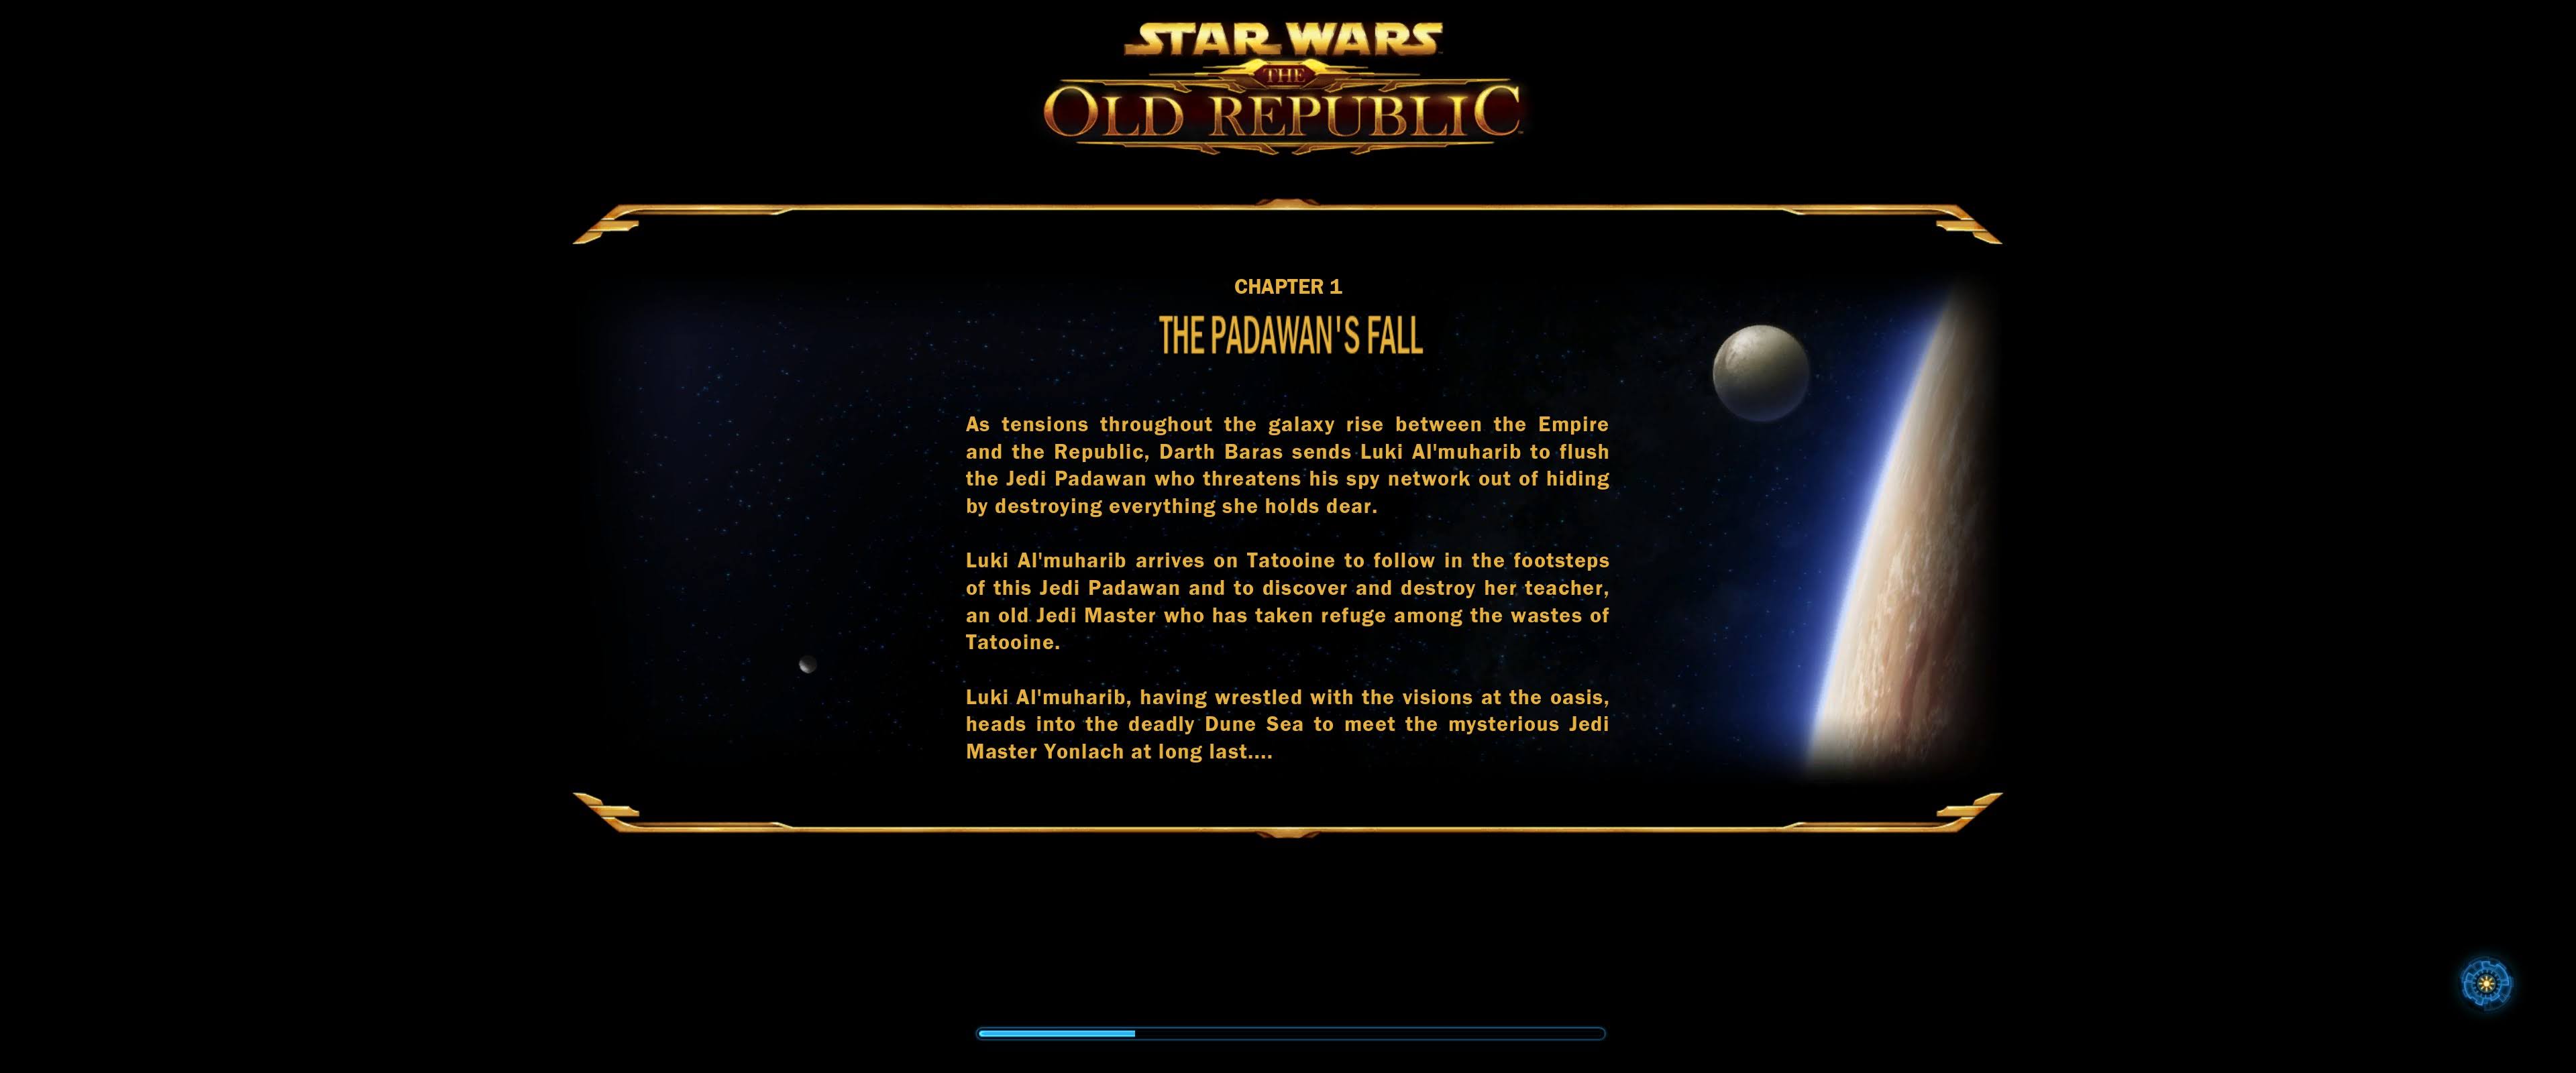 STAR WARS
THE
OLD REPUBLIC
CHAPTER 1
THE PADAWAN'S FALL
As tensions throughout the galaxy rise between the Empire
and the Republic, Darth Baras sends Luki Al'muharib to flush
the Jedi Padawan who threatens his spy network out of hiding
by destroying everything she holds dear.
Luki Al'muharib arrives on Tatooine to follow in the footsteps
of this Jedi Padawan and to discover and destroy her teacher,
an old Jedi Master who has taken refuge among the wastes of
Tatooine.
Luki Al'muharib, having wrestled with the visions at the oasis,
heads into the deadly Dune Sea to meet the mysterious Jedi
Master Yonlach at long last....